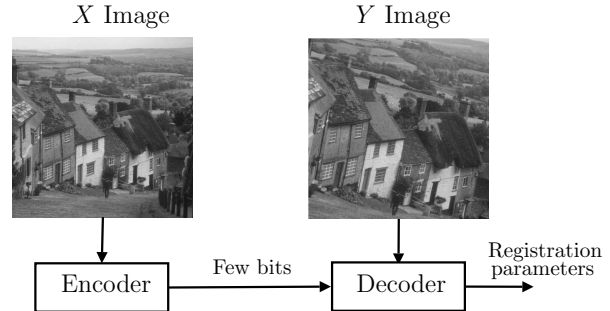 X Image
Y Image
Encoder
Few bits
Decoder
Registration
parameters